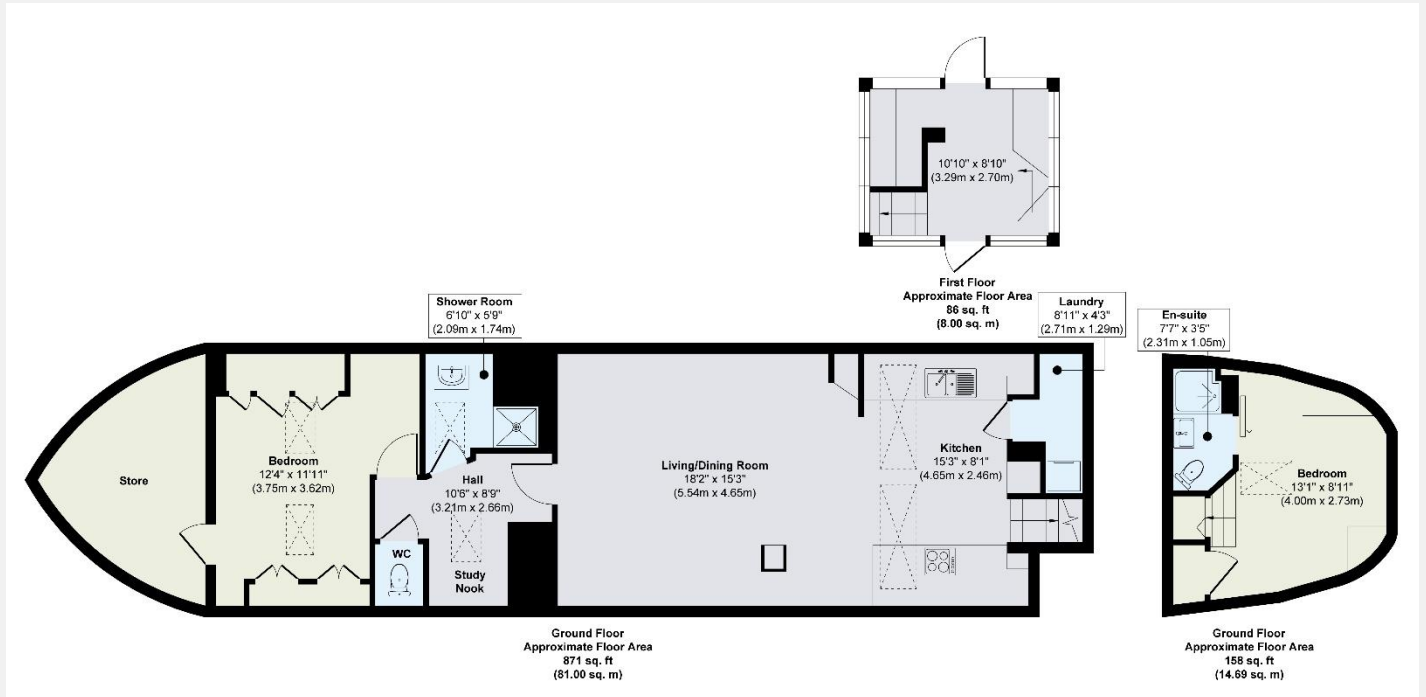 10'10" x 8'10"
(3.29m x 2.70m)
First Floor
Approximate Floor Area
86 sq. ft
(8.00 sq. m)
Shower Room
6'10" x 5'9"
(2.09m x 1.74m)
Laundry
8'11" x 4'3"
(2.71m x 1.29m)
En-suite
7'7" x 3'5"
(2.31m x 1.05m)
Store
Bedroom
12'4" x 11'11"
(3.75m x 3.62m)
Hall
10'6" x 8'9"
(3.21m x 2.66m)
WC
Study
Nook
Living/Dining Room
18'2" x 15'3"
(5.54m x 4.65m)
Kitchen
15'3" x 8'1"
(4.65m x 2.46m)
Bedroom
13'1" x 8'11"
(4.00m x 2.73m)
Ground Floor
Approximate Floor Area
871 sq. ft
(81.00 sq. m)
Ground Floor
Approximate Floor Area
158 sq. ft
(14.69 sq. m)